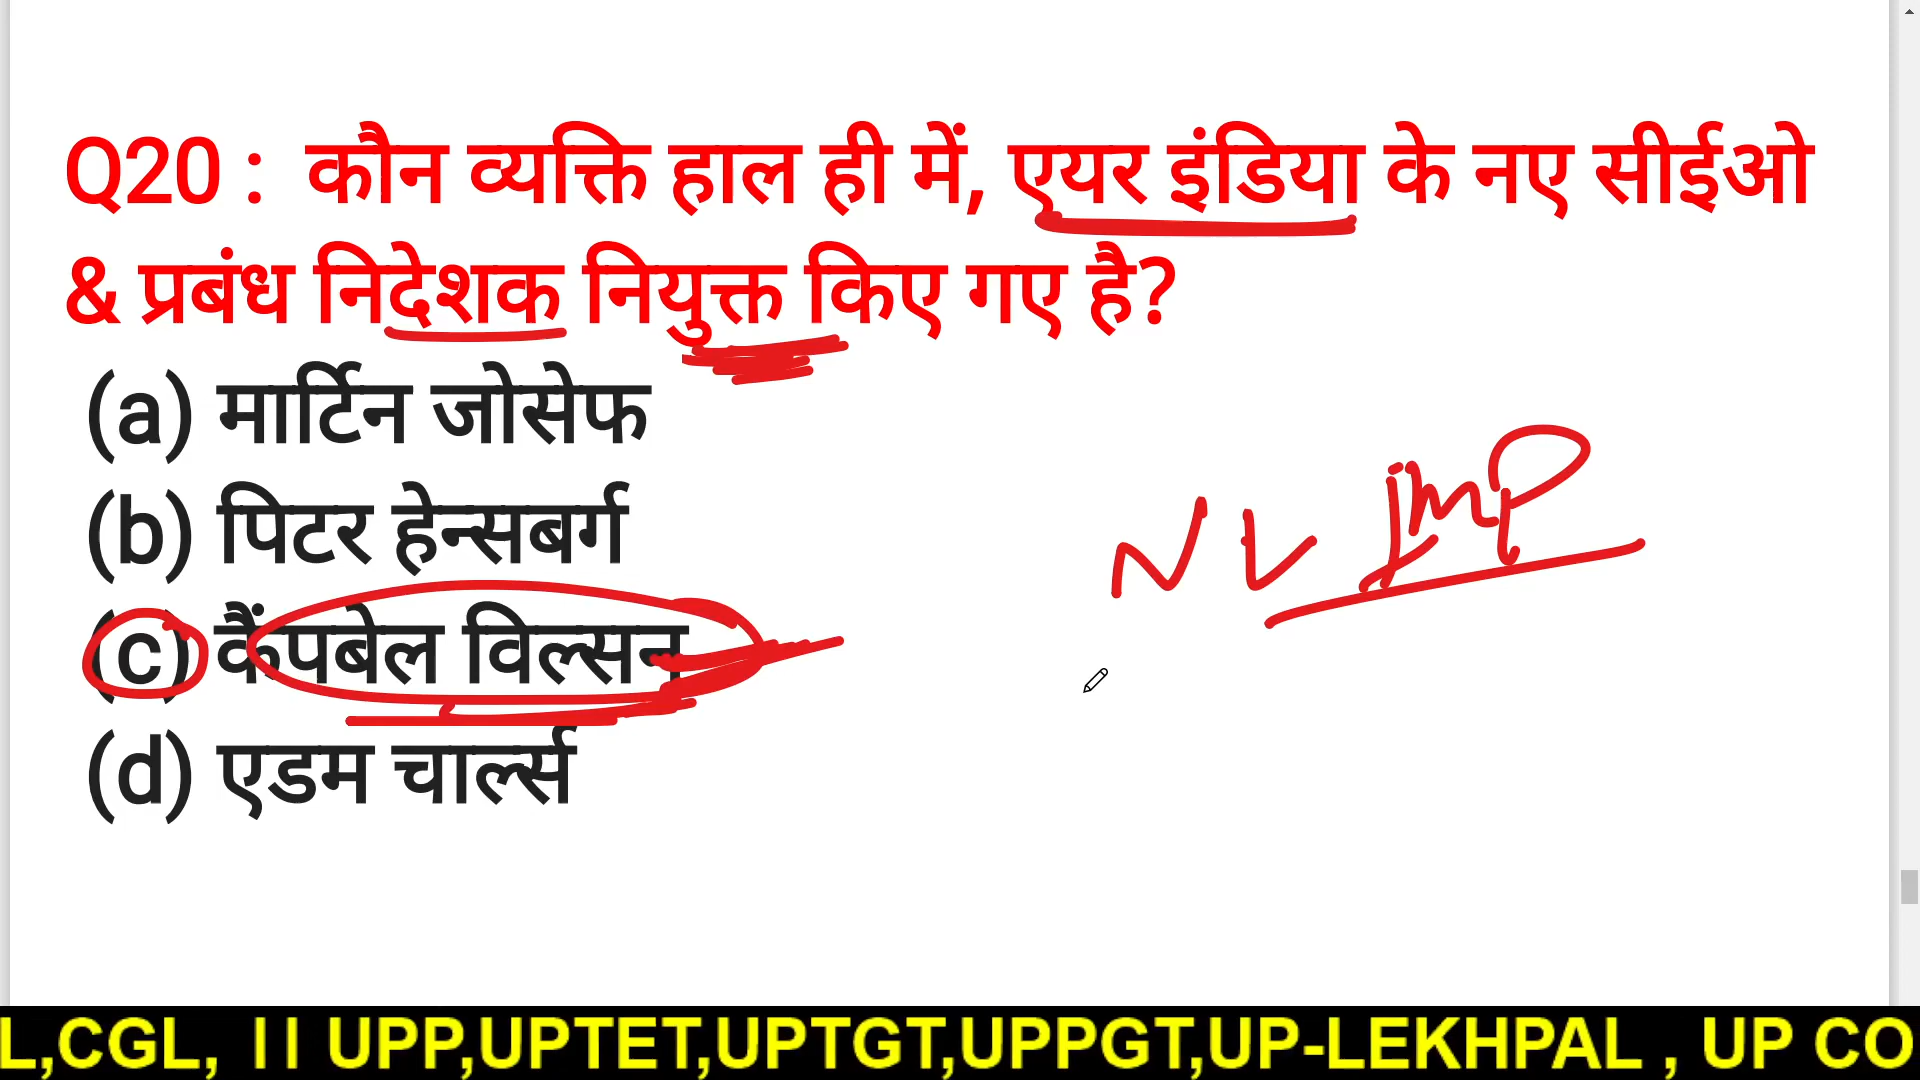 Q20 : कौन व्यक्ति हाल ही में, एयर इंडिया के नए सीईओ
& प्रबंध निदेशक नियुक्त किए गए है?
(a) मार्टिन जोसेफ
(b) पिटर हेन्सबर्ग
(c) कैंपबेल विल्सन
(d) एडम चार्ल्स
IMP
L,CGL, II UPP,UPTET,UPTGT,UPPGT,UP-LEKHPAL , UP CO